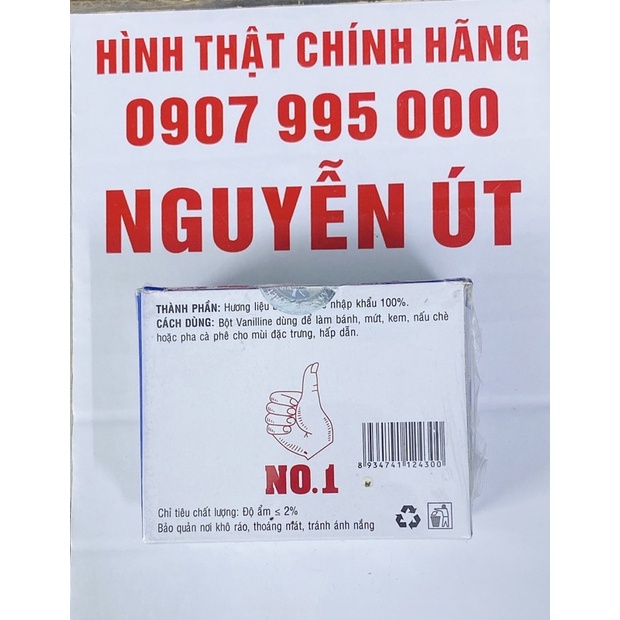 HÌNH THẬT CHÍNH HÃNG
0907 995 000
NGUYỄN ÚT
THÀNH PHẦN: Hương liệu nhập khẩu 100%.
CÁCH DÙNG: Bột Vanilline dùng để làm bánh, mứt, kem, nấu chè
hoặc pha cà phê cho mùi đặc trưng, hấp dẫn.
NO.1
8 934741 124300
Chỉ tiêu chất lượng: Độ ẩm ≤ 2%
Bảo quản nơi khô ráo, thoáng mát, tránh ánh nắng